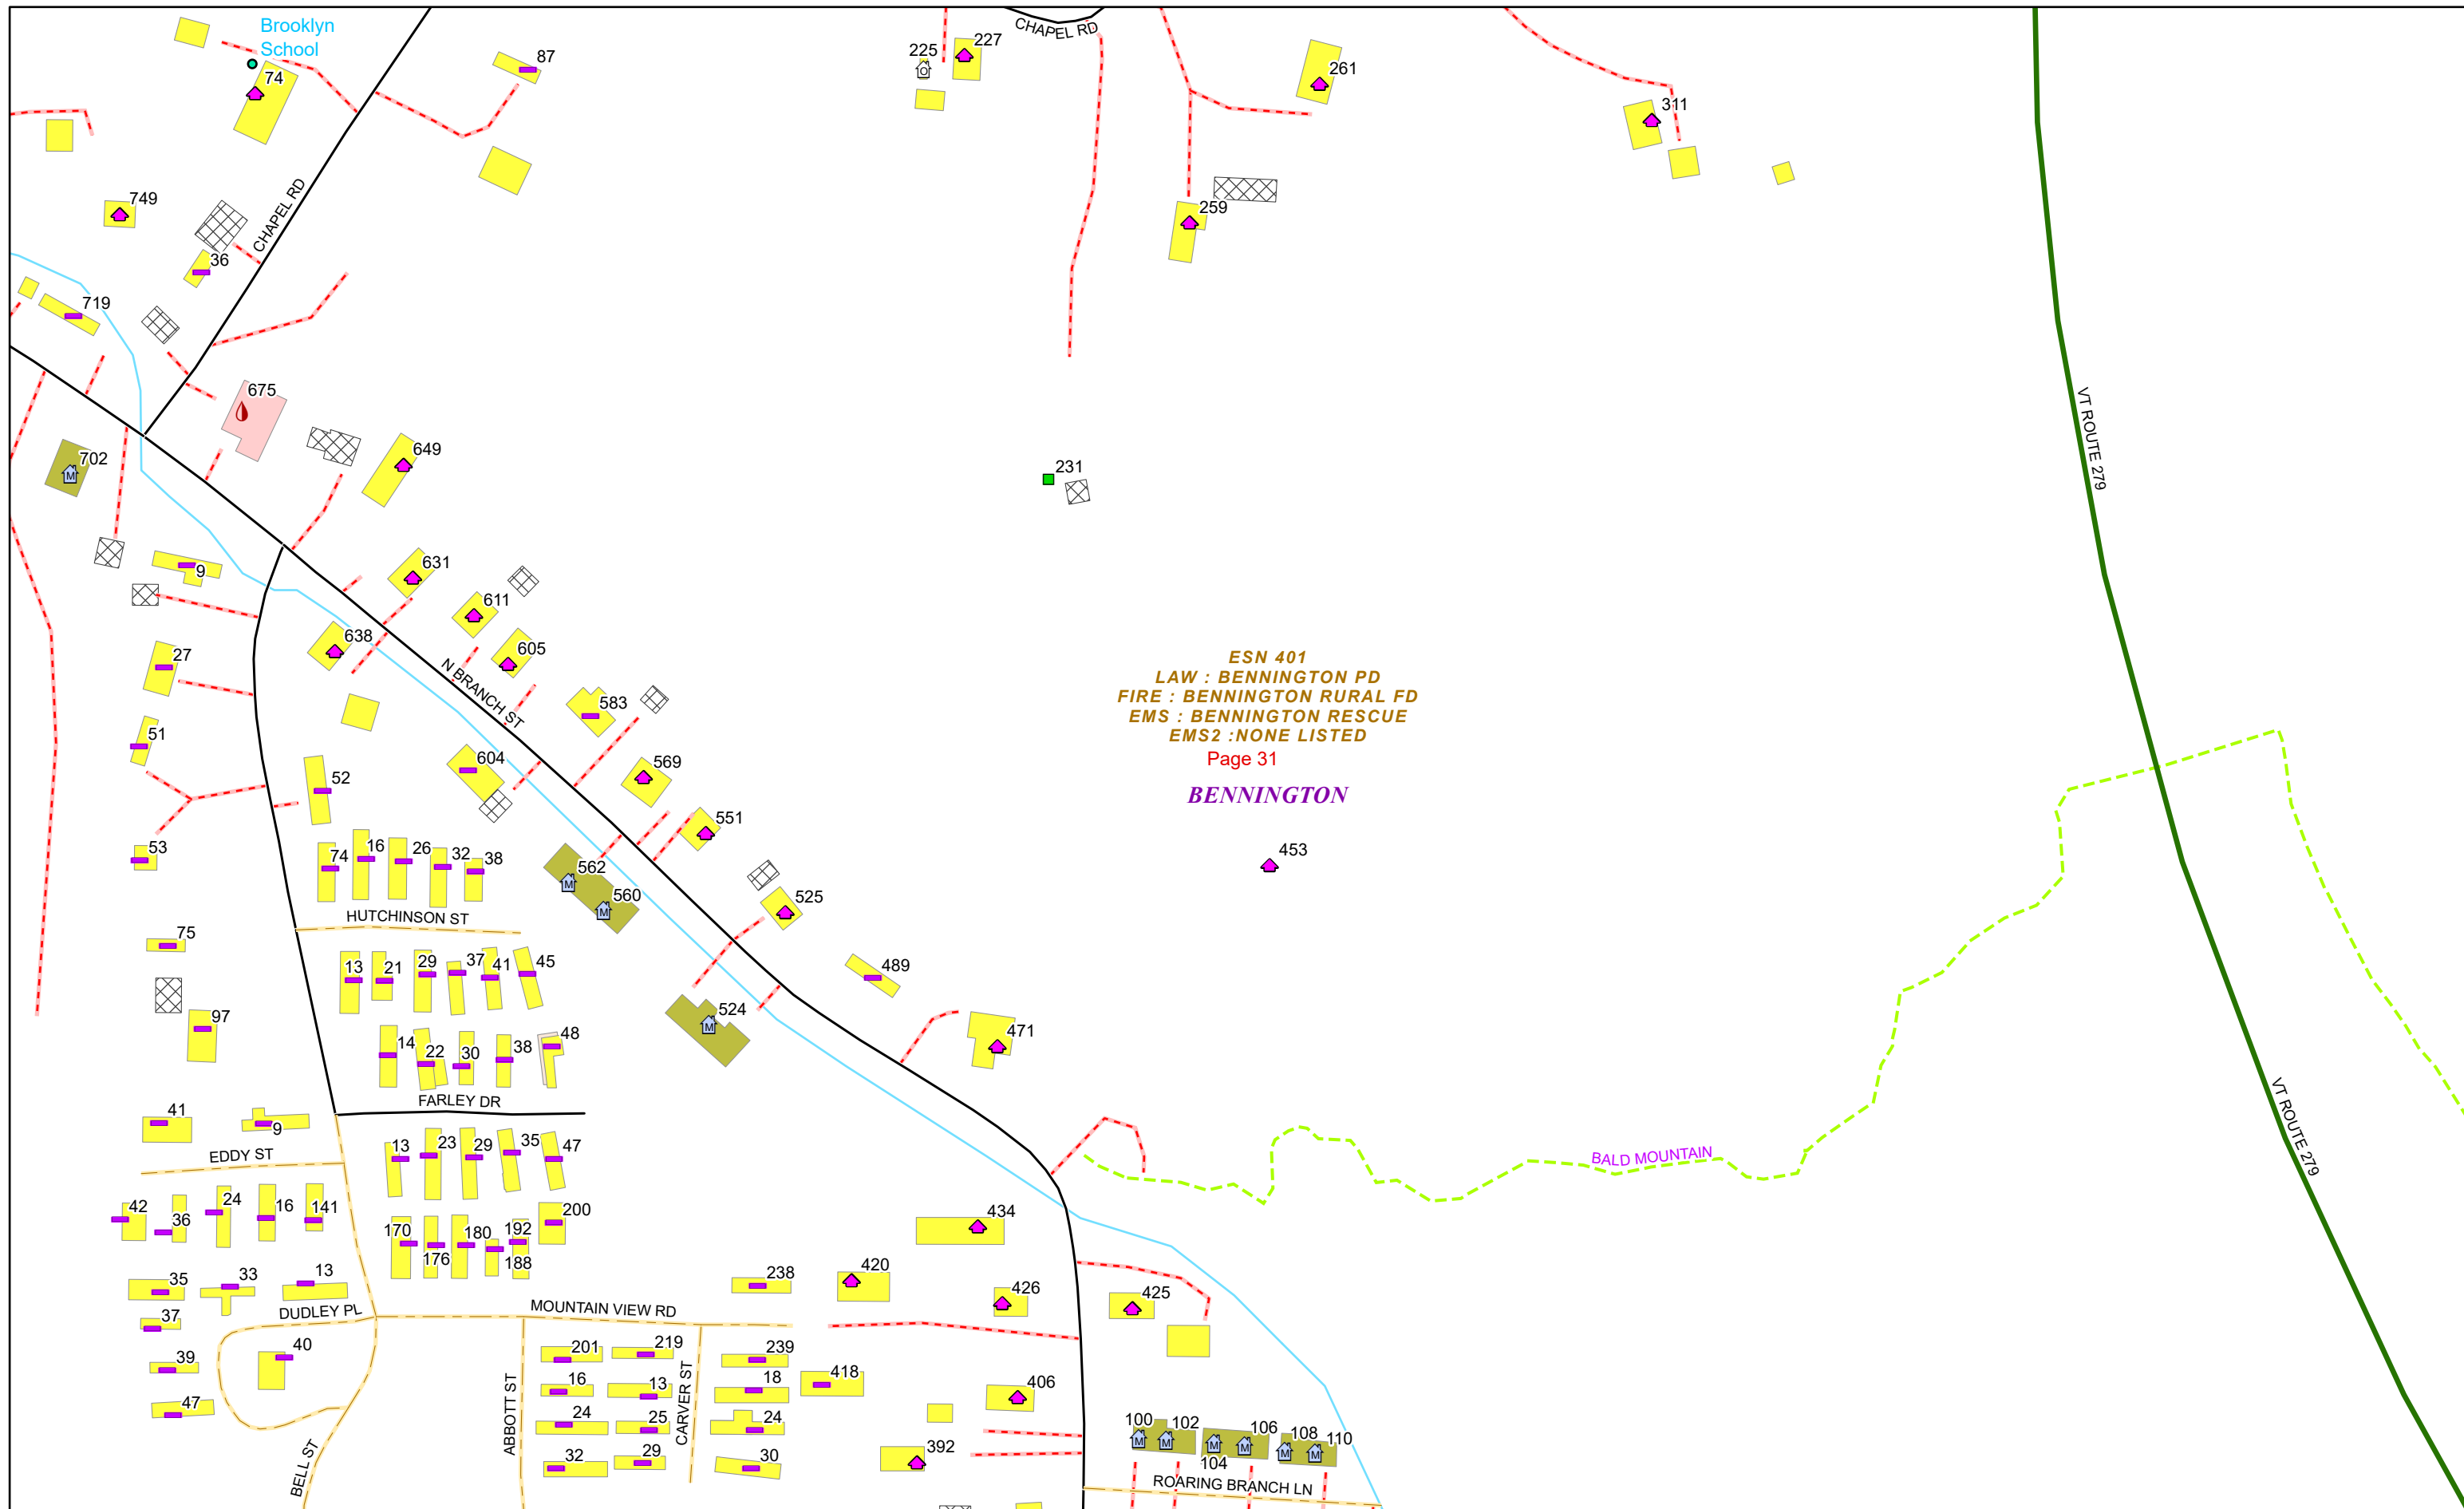 Brooklyn
School
74
87
225
227
CHAPEL RD
261
311
749
CHAPEL RD
36
259
719
675
702
649
231
VT ROUTE 279
9
631
611
638
605
27
N BRANCH ST
583
51
604
569
52
551
53
74
16
26
32
38
562
560
525
ESN 401
LAW : BENNINGTON PD
FIRE : BENNINGTON RURAL FD
EMS : BENNINGTON RESCUE
EMS2 :NONE LISTED
Page 31
BENNINGTON
453
HUTCHINSON ST
75
13
21
29
37
41
45
489
97
524
471
14
22
30
38
48
FARLEY DR
41
9
EDDY ST
13
23
29
35
47
BALD MOUNTAIN
VT ROUTE 279
42
36
24
16
141
170
176
180
188
192
200
434
35
33
13
238
420
426
425
37
DUDLEY PL
MOUNTAIN VIEW RD
39
40
201
219
239
418
406
47
16
13
18
24
25
24
392
BELL ST
ABBOTT ST
CARVER ST
32
29
30
100
102
104
106
108
110
ROARING BRANCH LN
M
M
M
M
M
M
M
M
M
M
O